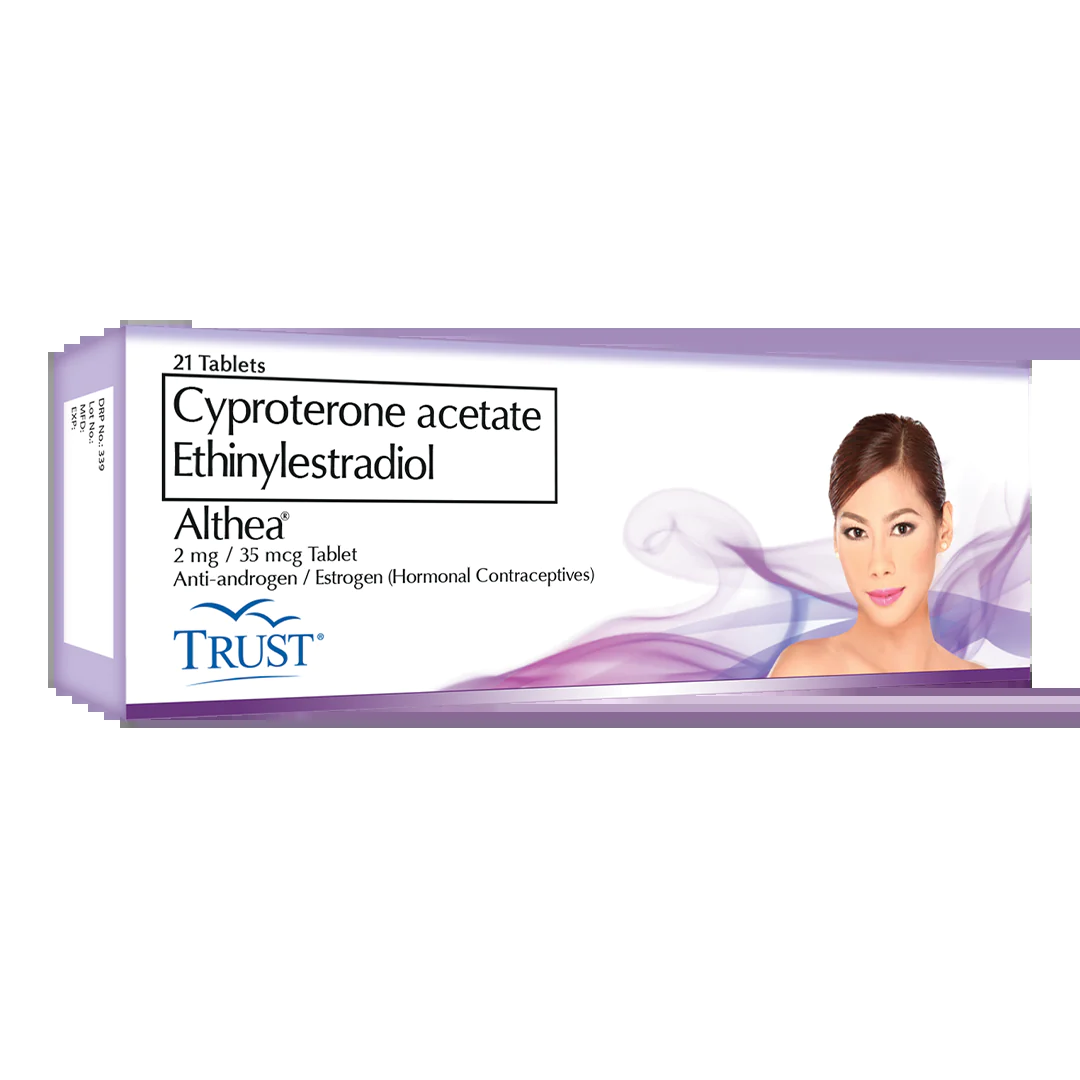 21 Tablets
Cyproterone acetate
Ethinylestradiol
Althea®
2 mg / 35 mcg Tablet
Anti-androgen / Estrogen (Hormonal Contraceptives)
TRUST®
DRP No.: 339
Lot No.:
MFD:
EXP: